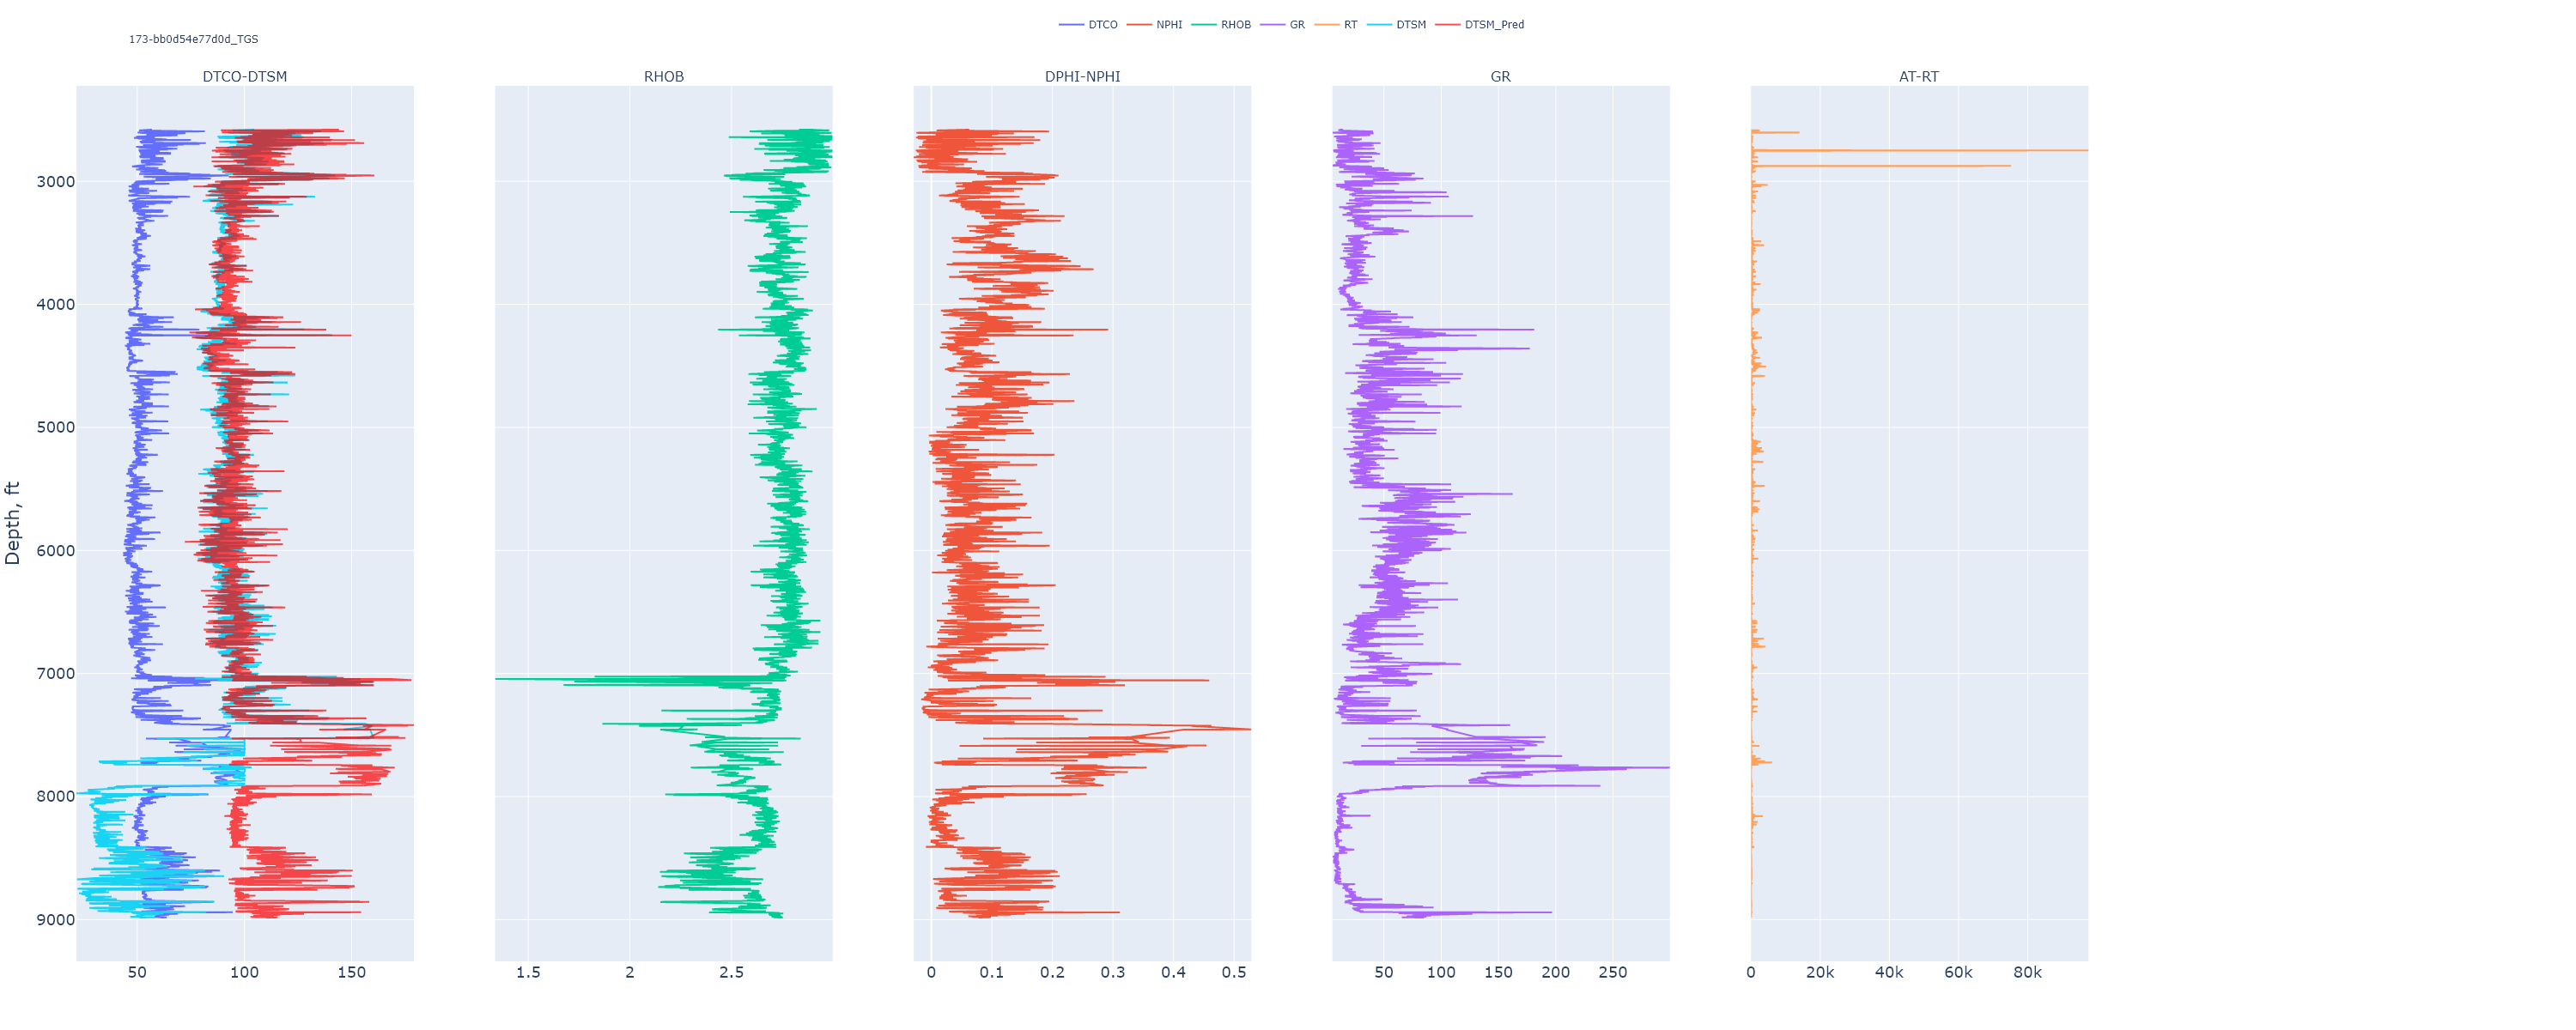 DTCO NPHI RHOB GR RT DTSM DTSM_Pred
173-bb0d54e77d0d_TGS
DTCO-DTSM RHOB DPHI-NPHI GR AT-RT
3000
4000
5000
Depth, ft
6000
7000
8000
9000
50 100 150 1.5 2 2.5 0 0.1 0.2 0.3 0.4 0.5 50 100 150 200 250 0 20k 40k 60k 80k